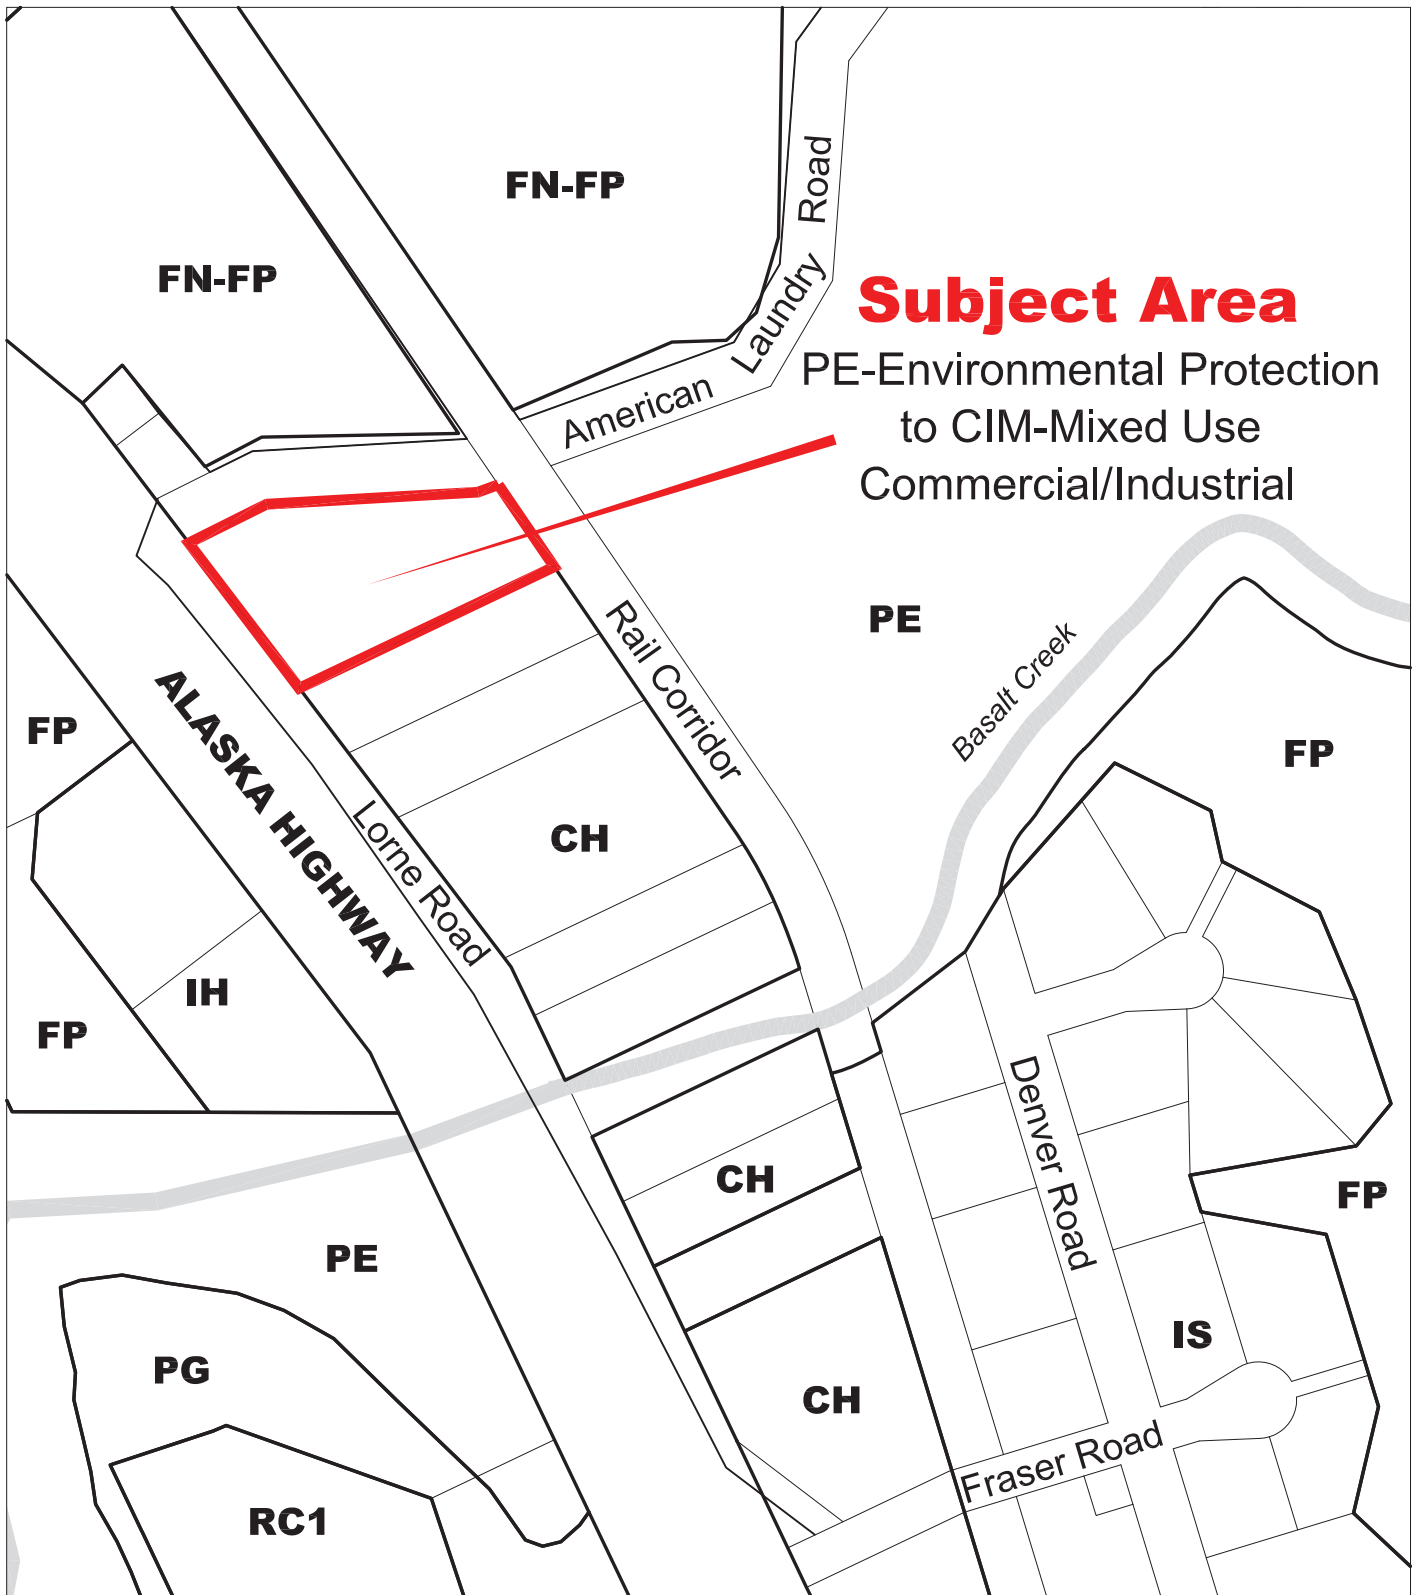 FN-FP
FN-FP
American Laundry Road
Subject Area
PE-Environmental Protection
to CIM-Mixed Use
Commercial/Industrial
PE
Rail Corridor
Basalt Creek
ALASKA HIGHWAY
Lorne Road
FP
FP
CH
IH
FP
Denver Road
CH
FP
PE
IS
PG
CH
Fraser Road
RC1